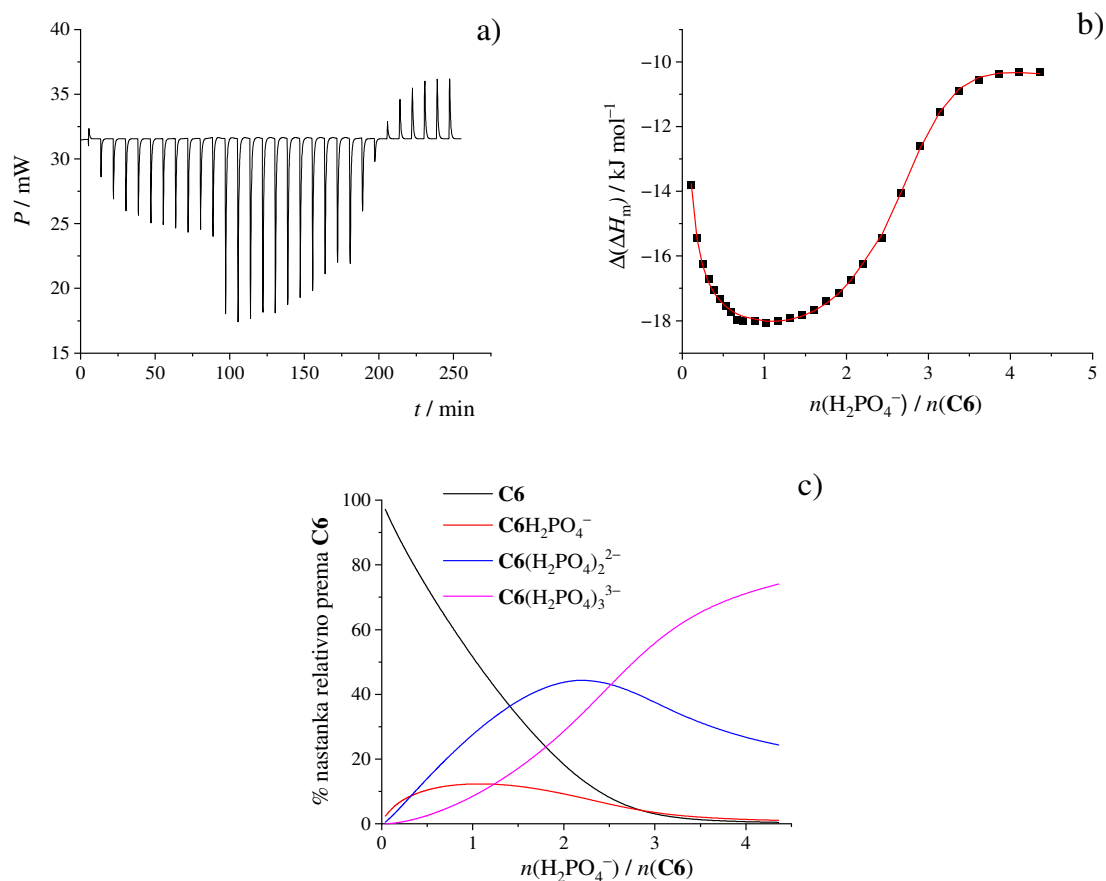 a)
P / mW
40
35
30
25
20
15
0 50 100 150 200 250
t / min
b)
Δ(ΔHₘ) / kJ mol⁻¹
−10
−12
−14
−16
−18
0 1 2 3 4 5
n(H₂PO₄⁻) / n(C6)
c)
% nastanka relativno prema C6
100
80
60
40
20
0
C6
C6H₂PO₄⁻
C6(H₂PO₄)₂²⁻
C6(H₂PO₄)₃³⁻
0 1 2 3 4
n(H₂PO₄⁻) / n(C6)